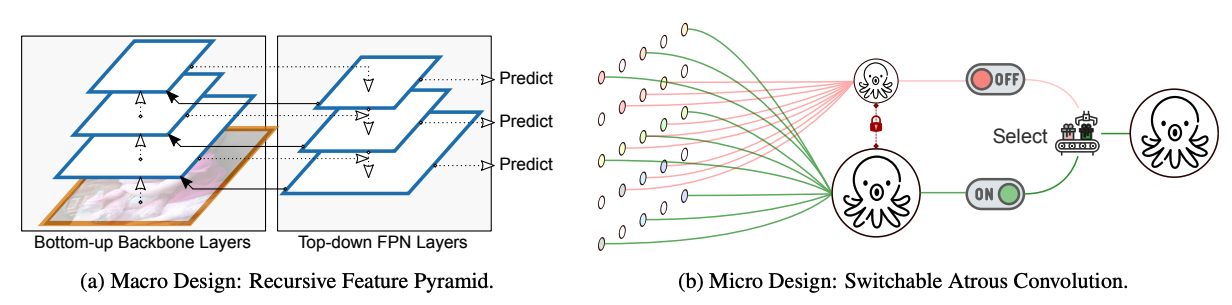 Predict
Predict
Predict
Bottom-up Backbone Layers
Top-down FPN Layers
(a) Macro Design: Recursive Feature Pyramid.
OFF
Select
ON
(b) Micro Design: Switchable Atrous Convolution.